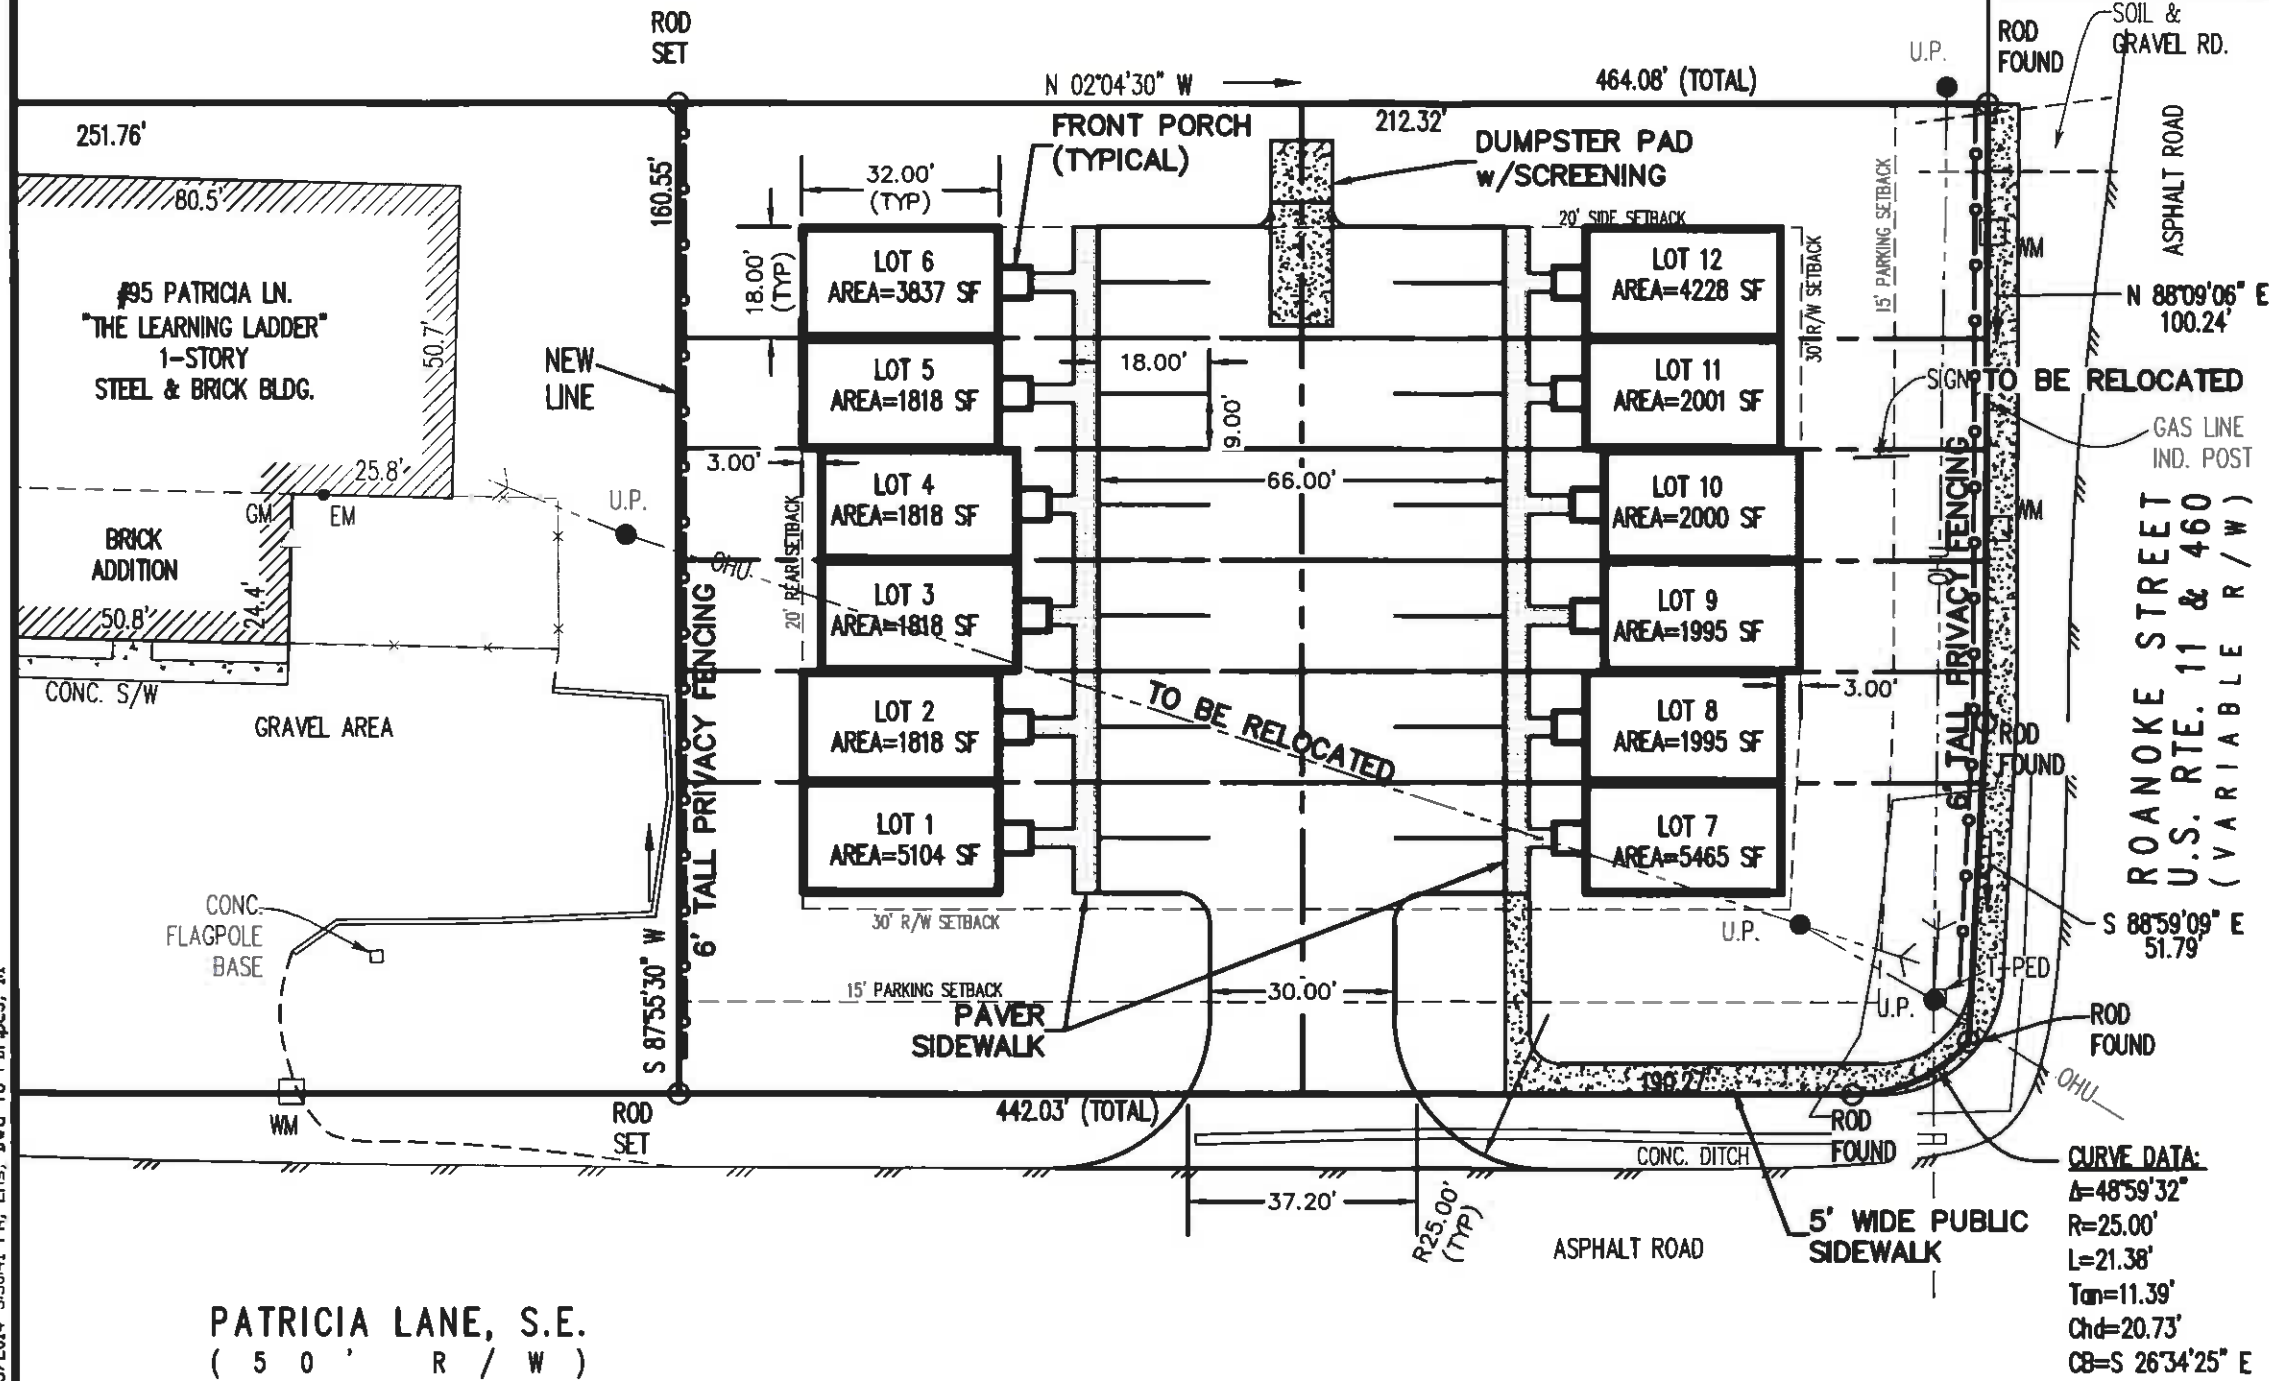 ROD
SET
N 02°04'30" W
464.08' (TOTAL)
U.P.
ROD
FOUND
SOIL &
GRAVEL RD.
251.76'
212.32'
FRONT PORCH
(TYPICAL)
DUMPSTER PAD
w/SCREENING
ASPHALT ROAD
80.5'
160.55'
32.00'
(TYP)
15' PARKING SETBACK
20' SIDE SETBACK
30' R/W SETBACK
WM
18.00'
(TYP)
LOT 6
AREA=3837 SF
LOT 12
AREA=4228 SF
N 88°09'06" E
100.24'
#95 PATRICIA LN.
"THE LEARNING LADDER"
1-STORY
STEEL & BRICK BLDG.
50.7'
NEW
LINE
LOT 5
AREA=1818 SF
18.00'
9.00'
LOT 11
AREA=2001 SF
SIGN TO BE RELOCATED
GAS LINE
IND. POST
25.8'
GM
EM
U.P.
3.00'
LOT 4
AREA=1818 SF
66.00'
LOT 10
AREA=2000 SF
WM
BRICK
ADDITION
24.4'
50.8'
OHU
20' REAR SETBACK
LOT 3
AREA=1818 SF
LOT 9
AREA=1995 SF
OHU
6' TALL PRIVACY FENCING
6' TALL PRIVACY FENCING
ROANOKE STREET
U.S. RTE. 11 & 460
(VARIABLE R/W)
CONC. S/W
GRAVEL AREA
LOT 2
AREA=1818 SF
TO BE RELOCATED
LOT 8
AREA=1995 SF
3.00'
ROD
FOUND
LOT 1
AREA=5104 SF
LOT 7
AREA=5465 SF
CONC.
FLAGPOLE
BASE
30' R/W SETBACK
U.P.
S 88°59'09" E
51.79'
S 87°55'30" W
15' PARKING SETBACK
30.00'
T-PED
U.P.
PAVER
SIDEWALK
ROD
FOUND
190.27'
OHU
WM
ROD
SET
442.03' (TOTAL)
ROD
FOUND
CONC. DITCH
37.20'
R25.00'
(TYP)
ASPHALT ROAD
5' WIDE PUBLIC
SIDEWALK
CURVE DATA:
Δ=48°59'32"
R=25.00'
L=21.38'
Tan=11.39'
Chd=20.73'
CB=S 26°34'25" E
PATRICIA LANE, S.E.
(50' R/W)